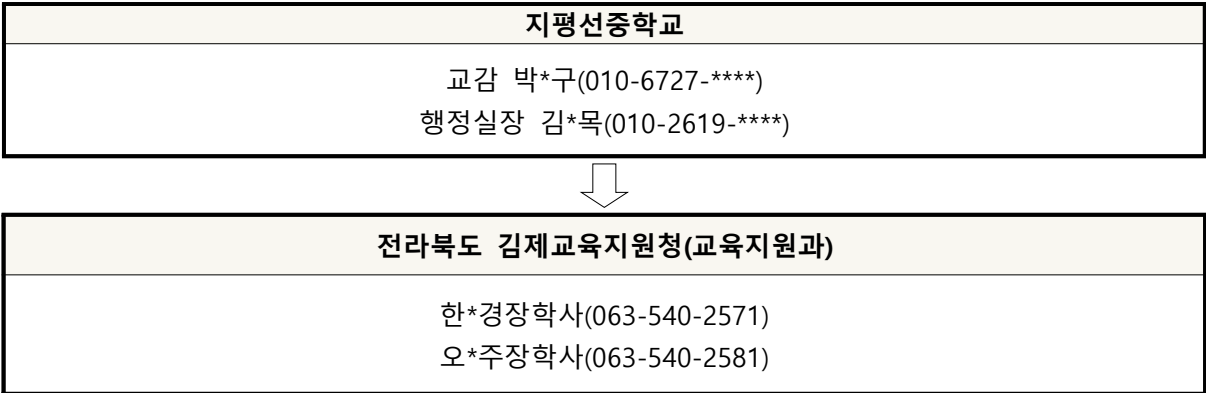 지평선중학교
교감 박*구(010-6727-****)
행정실장 김*목(010-2619-****)
전라북도 김제교육지원청(교육지원과)
한*경장학사(063-540-2571)
오*주장학사(063-540-2581)